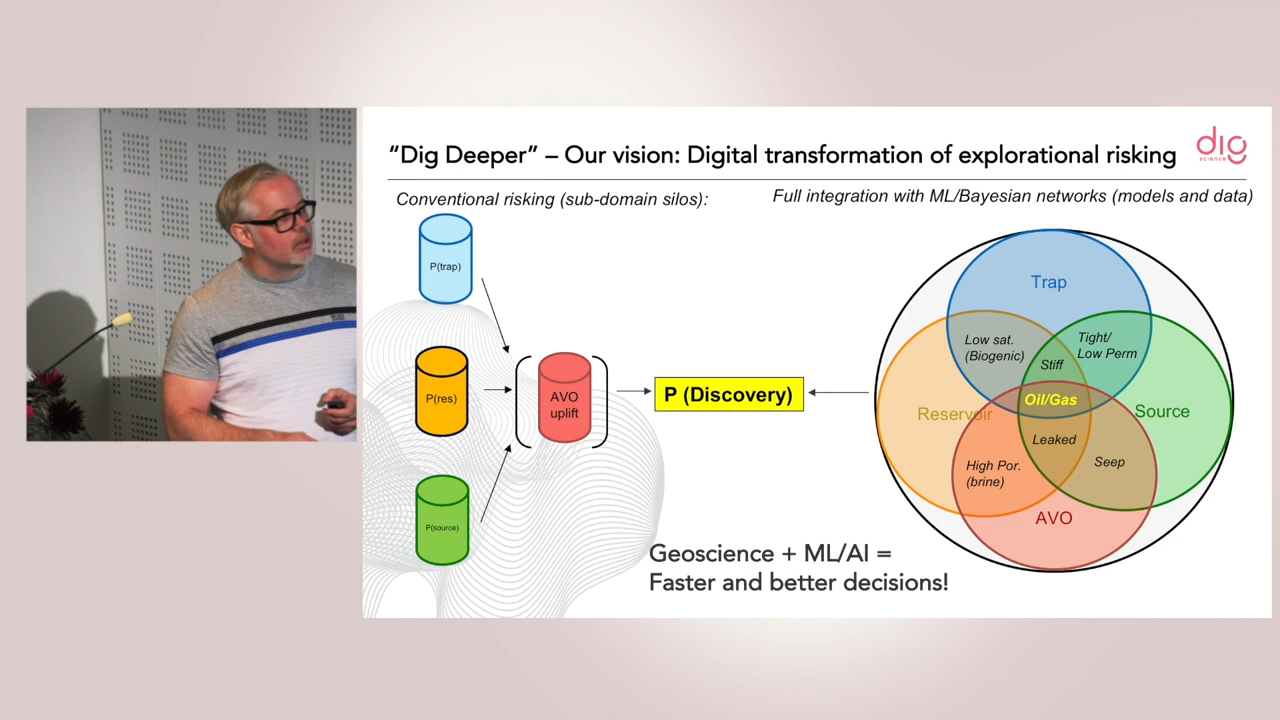 "Dig Deeper" – Our vision: Digital transformation of explorational risking
dig
science
Conventional risking (sub-domain silos):
Full integration with ML/Bayesian networks (models and data)
P(trap)
P(res)
P(source)
AVO
uplift
P (Discovery)
Trap
Low sat.
(Biogenic)
Tight/
Low Perm
Stiff
Oil/Gas
Reservoir
Source
Leaked
High Por.
(brine)
Seep
AVO
Geoscience + ML/AI =
Faster and better decisions!